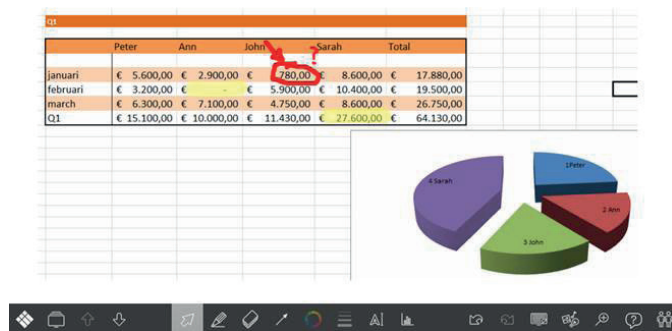 Q1
Peter Ann John Sarah Total
?
januari € 5.600,00 € 2.900,00 € 780,00 € 8.600,00 € 17.880,00
februari € 3.200,00 € - € 5.900,00 € 10.400,00 € 19.500,00
march € 6.300,00 € 7.100,00 € 4.750,00 € 8.600,00 € 26.750,00
Q1 € 15.100,00 € 10.000,00 € 11.430,00 € 27.600,00 € 64.130,00
1Peter
4 Sarah
2 Ann
3 John
A